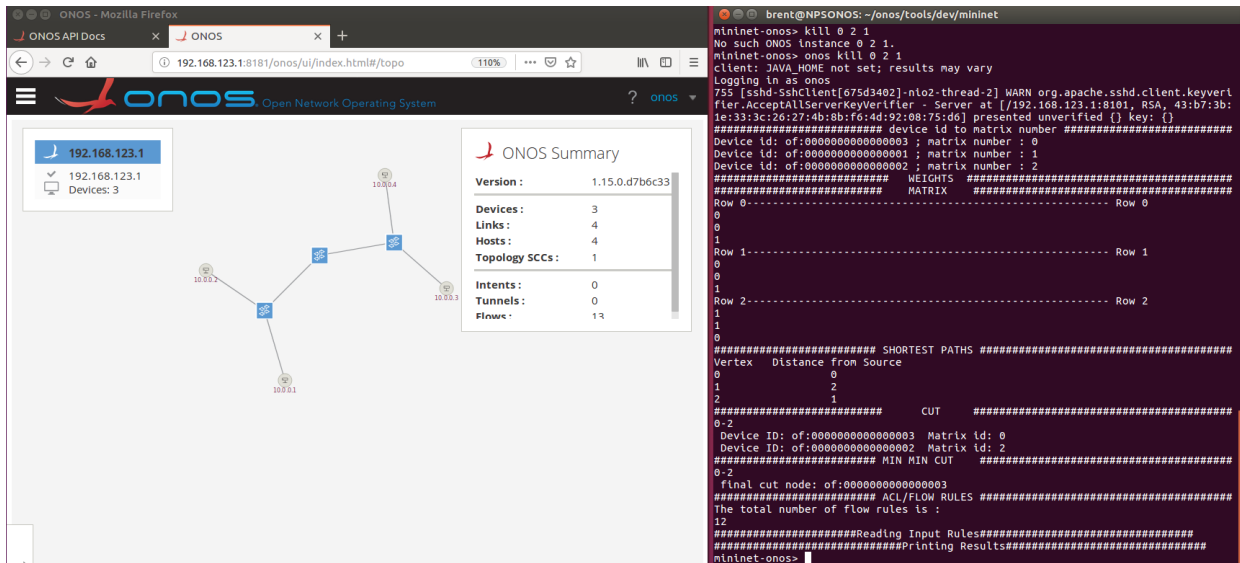 ONOS - Mozilla Firefox
ONOS API Docs
ONOS
192.168.123.1:8181/onos/ui/index.html#/topo
110%
ONOS. Open Network Operating System
? onos
192.168.123.1
192.168.123.1
Devices: 3
10.0.0.4
10.0.0.2
10.0.0.3
10.0.0.1
ONOS Summary
Version : 1.15.0.d7b6c33
Devices : 3
Links : 4
Hosts : 4
Topology SCCs : 1
Intents : 0
Tunnels : 0
Flows : 13
brent@NPSONOS: ~/onos/tools/dev/mininet
mininet-onos> kill 0 2 1
No such ONOS instance 0 2 1.
mininet-onos> onos kill 0 2 1
client: JAVA_HOME not set; results may vary
Logging in as onos
755 [sshd-SshClient[675d3402]-nio2-thread-2] WARN org.apache.sshd.client.keyveri
fier.AcceptAllServerKeyVerifier - Server at [/192.168.123.1:8101, RSA, 43:b7:3b:
1e:33:3c:26:27:4b:8b:f6:4d:92:08:75:d6] presented unverified {} key: {}
########################## device id to matrix number ##########################
Device id: of:0000000000000003 ; matrix number : 0
Device id: of:0000000000000001 ; matrix number : 1
Device id: of:0000000000000002 ; matrix number : 2
########################### WEIGHTS #########################################
########################## MATRIX ########################################
Row 0-------------------------------------------------------- Row 0
0
0
1
Row 1-------------------------------------------------------- Row 1
0
0
1
Row 2-------------------------------------------------------- Row 2
1
1
0
######################### SHORTEST PATHS #######################################
Vertex Distance from Source
0 0
1 2
2 1
########################## CUT ########################################
0-2
Device ID: of:0000000000000003 Matrix id: 0
Device ID: of:0000000000000002 Matrix id: 2
######################### MIN MIN CUT #######################################
0-2
final cut node: of:0000000000000003
######################### ACL/FLOW RULES #######################################
The total number of flow rules is :
12
######################Reading Input Rules#################################
#############################Printing Results###############################
mininet-onos>